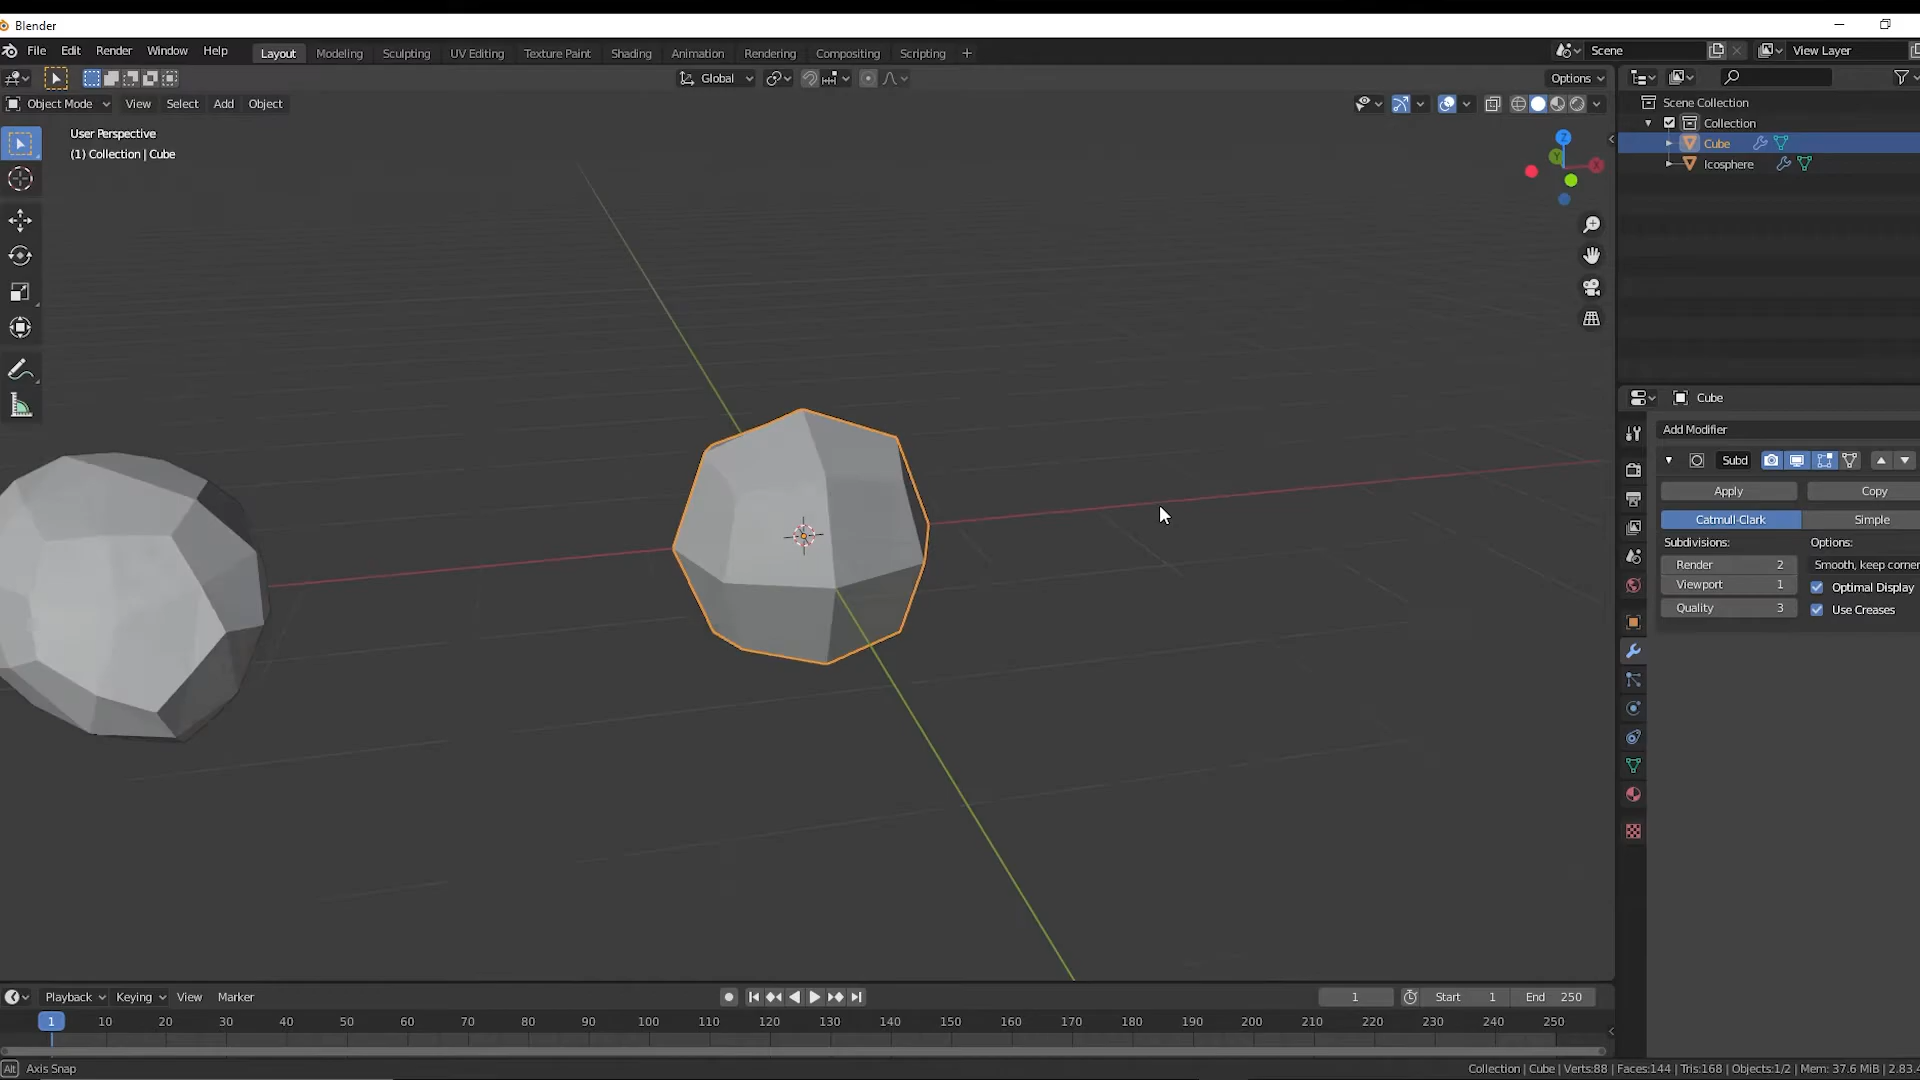 Blender
File Edit Render Window Help Layout Modeling Sculpting UV Editing Texture Paint Shading Animation Rendering Compositing Scripting + Scene View Layer
Global Options
Object Mode View Select Add Object
User Perspective
(1) Collection | Cube
Z
Y
X
Scene Collection
Collection
Cube
Icosphere
Cube
Add Modifier
Subd
Apply Copy
Catmull-Clark Simple
Subdivisions: Options:
Render 2 Smooth, keep corner
Viewport 1 Optimal Display
Quality 3 Use Creases
Playback Keying View Marker 1 Start 1 End 250
1 10 20 30 40 50 60 70 80 90 100 110 120 130 140 150 160 170 180 190 200 210 220 230 240 250
Alt Axis Snap
Collection | Cube | Verts:88 | Faces:144 | Tris:168 | Objects:1/2 | Mem: 37.6 MiB | 2.83.4